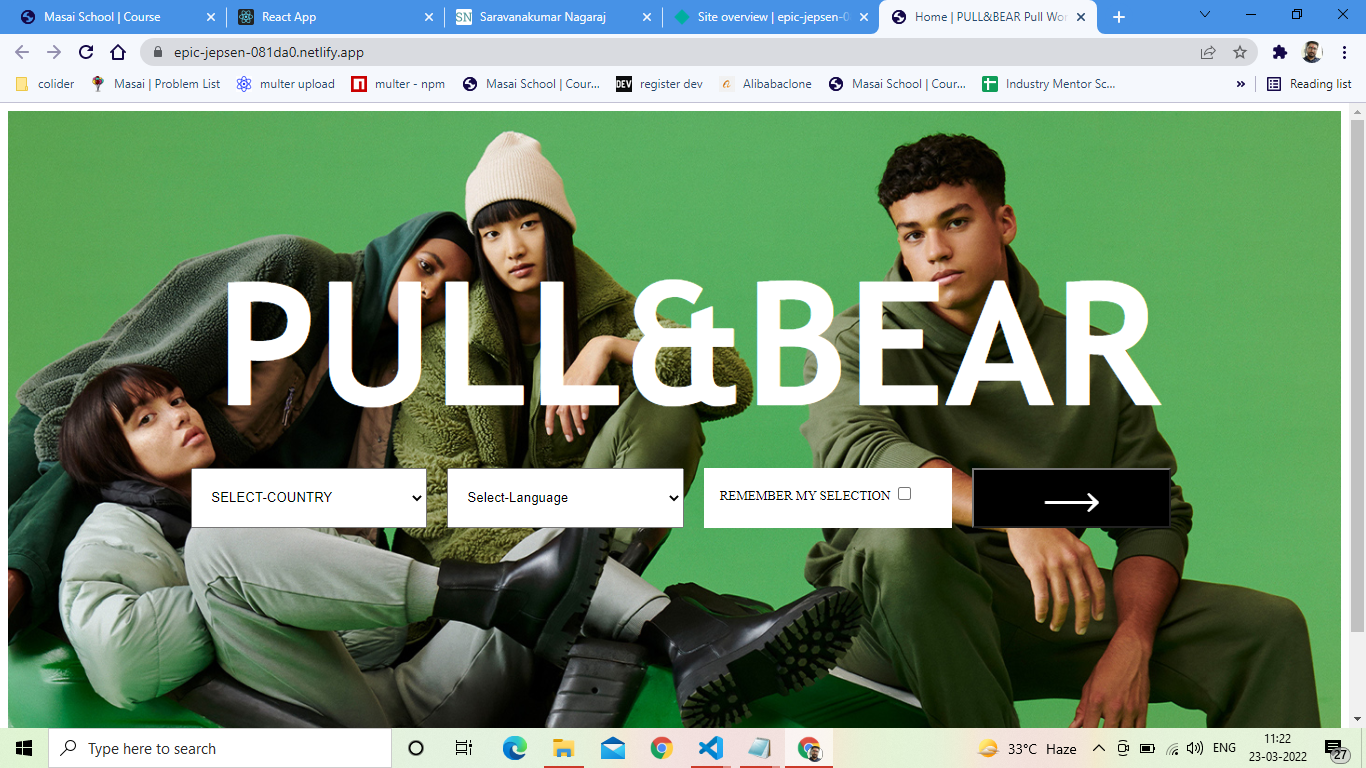 Masai School | Course
React App
SN Saravanakumar Nagaraj
Site overview | epic-jepsen-0
Home | PULL&BEAR Pull Wor
epic-jepsen-081da0.netlify.app
colider
Masai | Problem List
multer upload
multer - npm
Masai School | Cour...
DEV register dev
a Alibabaclone
Masai School | Cour...
Industry Mentor Sc...
»
Reading list
PULL&BEAR
SELECT-COUNTRY
Select-Language
REMEMBER MY SELECTION
Type here to search
33°C Haze
ENG
11:22
23-03-2022
27